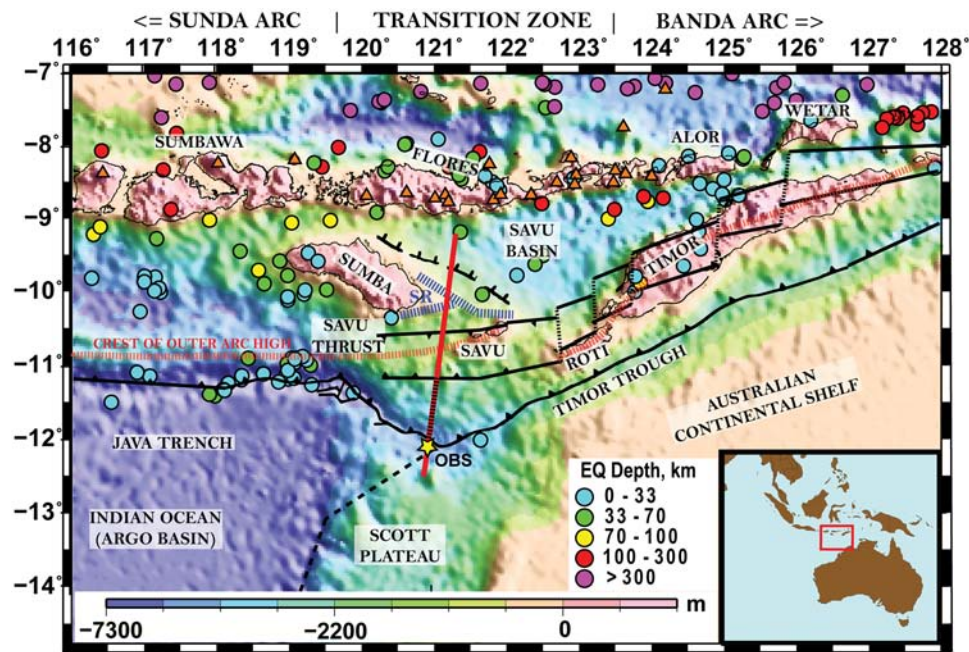 <= SUNDA ARC
TRANSITION ZONE
BANDA ARC =>
116° 117° 118° 119° 120° 121° 122° 123° 124° 125° 126° 127° 128°
−7°
−8°
−9°
−10°
−11°
−12°
−13°
−14°
SUMBAWA
FLORES
ALOR
WETAR
SAVU
BASIN
TIMOR
SUMBA
SR
SAVU
THRUST
SAVU
ROTI
CREST OF OUTER ARC HIGH
TIMOR TROUGH
AUSTRALIAN
CONTINENTAL SHELF
JAVA TRENCH
OBS
INDIAN OCEAN
(ARGO BASIN)
SCOTT
PLATEAU
EQ Depth, km
0 - 33
33 - 70
70 - 100
100 - 300
> 300
m
−7300 −2200 0